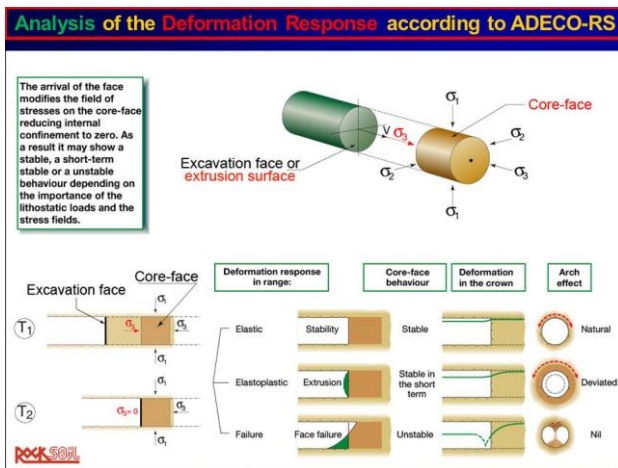 Analysis of the Deformation Response according to ADECO-RS
The arrival of the face
modifies the field of
stresses on the core-face
reducing internal
confinement to zero. As
a result it may show a
stable, a short-term
stable or a unstable
behaviour depending on
the importance of the
lithostatic loads and the
stress fields.
σ1
Core-face
V
σ3
σ2
Excavation face or
extrusion surface
σ2
σ3
σ1
Core-face
Excavation face
Deformation response
in range:
Core-face
behaviour
Deformation
in the crown
Arch
effect
T1
σ1
σ3
σ3
σ1
Elastic
Stability
Stable
Natural
Elastoplastic
Extrusion
Stable in
the short
term
Deviated
T2
σ1
σ3=0
σ3
σ1
Failure
Face failure
Unstable
Nil
ROCKSOIL